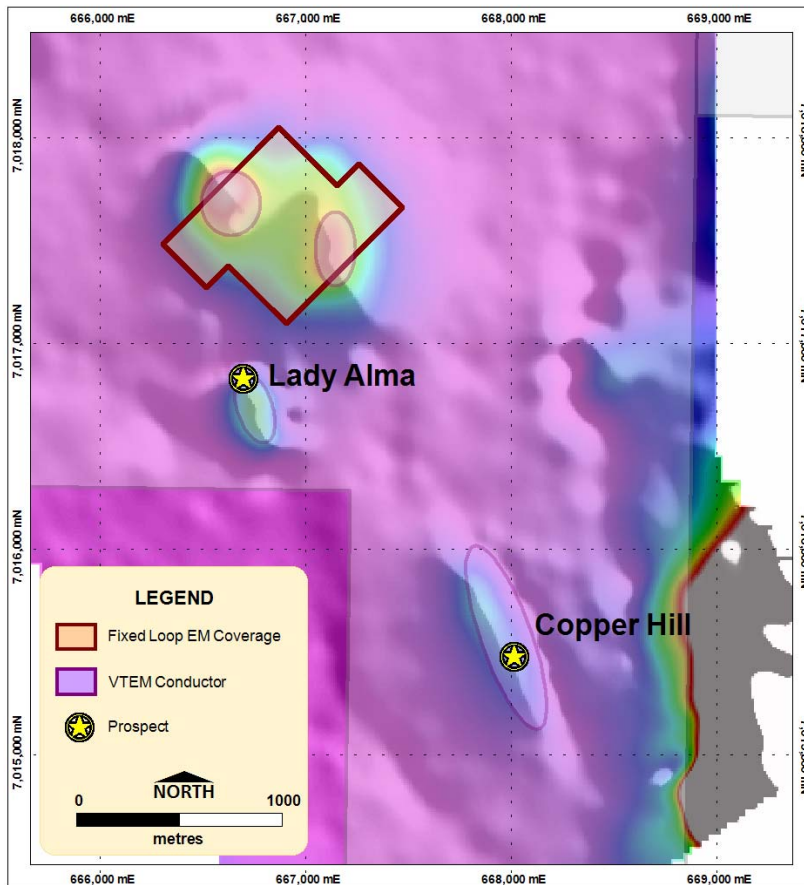 666,000 mE 667,000 mE 668,000 mE 669,000 mE
7,018,000 mN
7,017,000 mN
7,016,000 mN
7,015,000 mN
Lady Alma
Copper Hill
LEGEND
Fixed Loop EM Coverage
VTEM Conductor
Prospect
NORTH
0 1000
metres
666,000 mE 667,000 mE 668,000 mE 669,000 mE